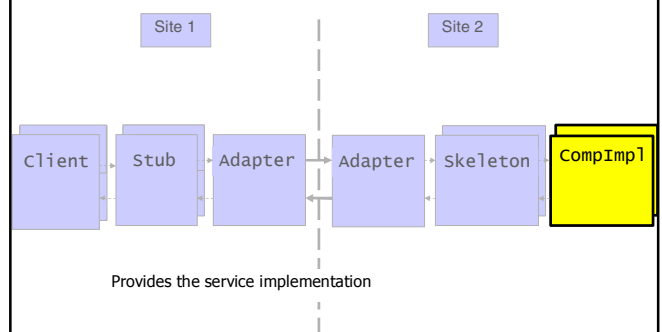 Site 1
Site 2
Client
Stub
Adapter
Adapter
Skeleton
CompImpl
Provides the service implementation